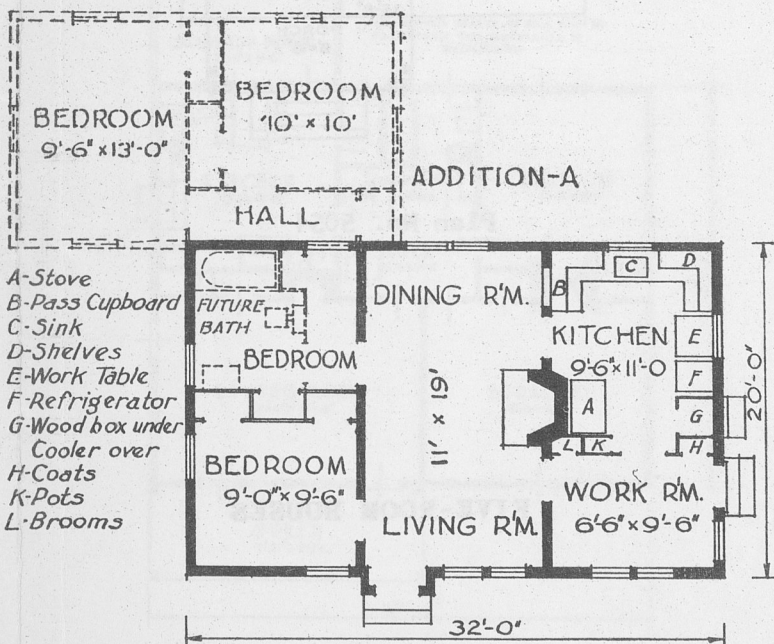 BEDROOM
9'-6" x 13'-0"
BEDROOM
10' x 10'
ADDITION-A
HALL
A-Stove
B-Pass Cupboard
C-Sink
D-Shelves
E-Work Table
F-Refrigerator
G-Wood box under
Cooler over
H-Coats
K-Pots
L-Brooms
FUTURE
BATH
BEDROOM
BEDROOM
9'-0" x 9'-6"
DINING R'M.
11' x 19'
LIVING R'M
B
C
D
KITCHEN
9'-6" x 11'-0
E
F
A
G
L
K
H
WORK R'M.
6'-6" x 9'-6"
20'-0"
32'-0"